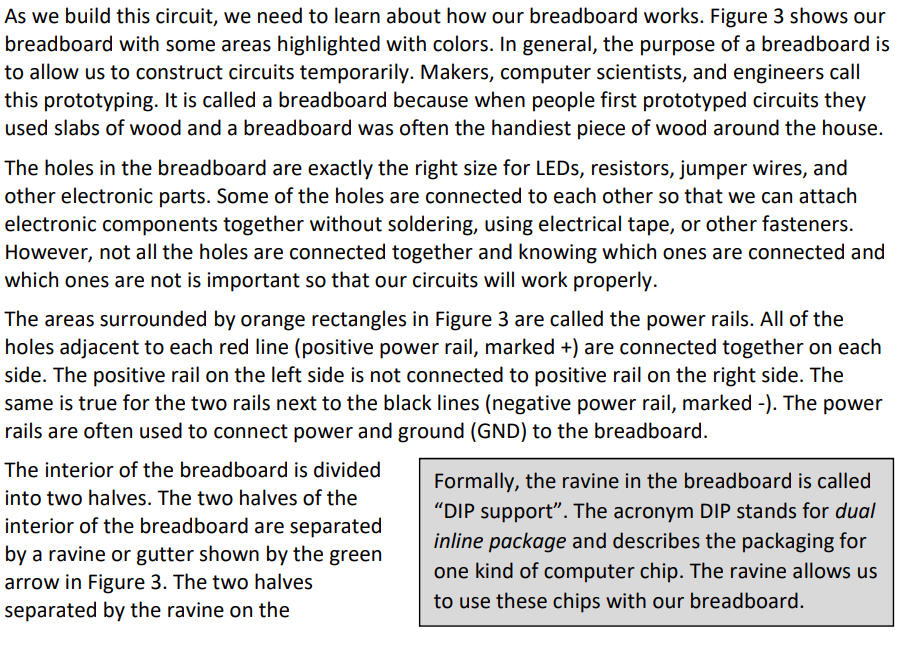 As we build this circuit, we need to learn about how our breadboard works. Figure 3 shows our
breadboard with some areas highlighted with colors. In general, the purpose of a breadboard is
to allow us to construct circuits temporarily. Makers, computer scientists, and engineers call
this prototyping. It is called a breadboard because when people first prototyped circuits they
used slabs of wood and a breadboard was often the handiest piece of wood around the house.
The holes in the breadboard are exactly the right size for LEDs, resistors, jumper wires, and
other electronic parts. Some of the holes are connected to each other so that we can attach
electronic components together without soldering, using electrical tape, or other fasteners.
However, not all the holes are connected together and knowing which ones are connected and
which ones are not is important so that our circuits will work properly.
The areas surrounded by orange rectangles in Figure 3 are called the power rails. All of the
holes adjacent to each red line (positive power rail, marked +) are connected together on each
side. The positive rail on the left side is not connected to positive rail on the right side. The
same is true for the two rails next to the black lines (negative power rail, marked -). The power
rails are often used to connect power and ground (GND) to the breadboard.
The interior of the breadboard is divided
into two halves. The two halves of the
interior of the breadboard are separated
by a ravine or gutter shown by the green
arrow in Figure 3. The two halves
separated by the ravine on the
Formally, the ravine in the breadboard is called
“DIP support”. The acronym DIP stands for dual
inline package and describes the packaging for
one kind of computer chip. The ravine allows us
to use these chips with our breadboard.